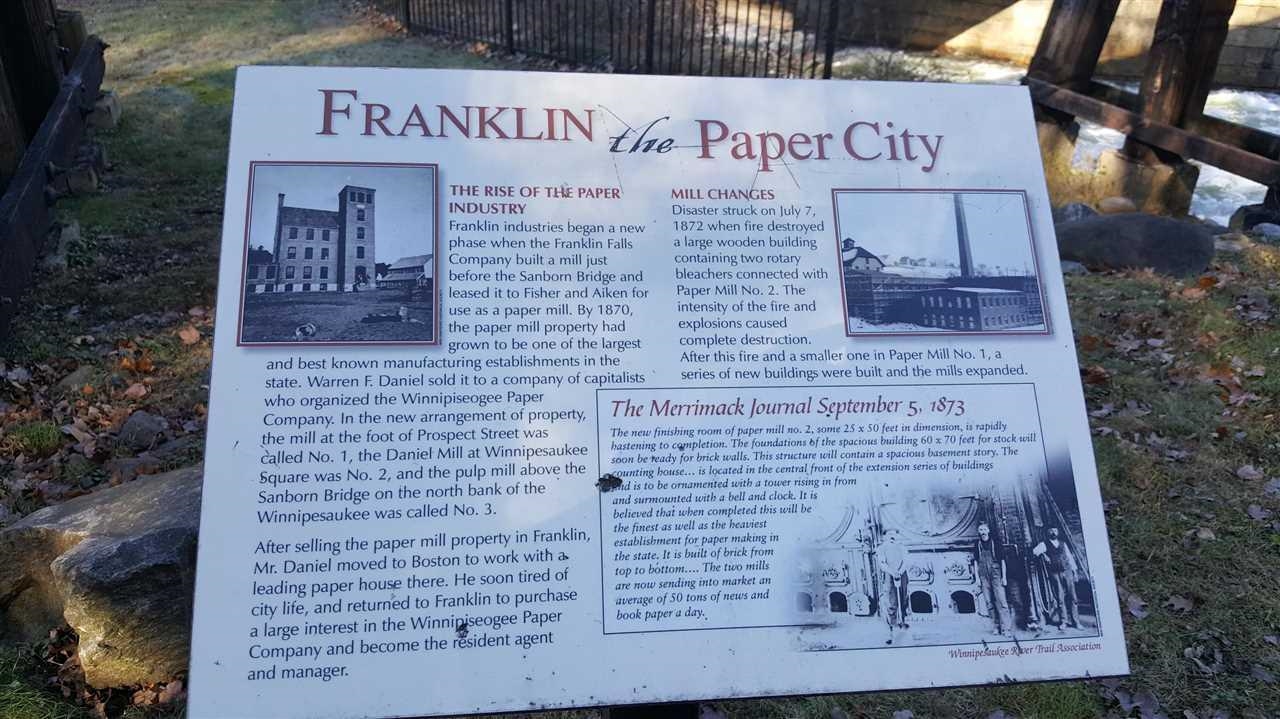 FRANKLIN the PAPER CITY
THE RISE OF THE PAPER
INDUSTRY
Franklin industries began a new
phase when the Franklin Falls
Company built a mill just
before the Sanborn Bridge and
leased it to Fisher and Aiken for
use as a paper mill. By 1870,
the paper mill property had
grown to be one of the largest
and best known manufacturing establishments in the
state. Warren F. Daniel sold it to a company of capitalists
who organized the Winnipiseogee Paper
Company. In the new arrangement of property,
the mill at the foot of Prospect Street was
called No. 1, the Daniel Mill at Winnipesaukee
Square was No. 2, and the pulp mill above the
Sanborn Bridge on the north bank of the
Winnipesaukee was called No. 3.
After selling the paper mill property in Franklin,
Mr. Daniel moved to Boston to work with a
leading paper house there. He soon tired of
city life, and returned to Franklin to purchase
a large interest in the Winnipiseogee Paper
Company and become the resident agent
and manager.
MILL CHANGES
Disaster struck on July 7,
1872 when fire destroyed
a large wooden building
containing two rotary
bleachers connected with
Paper Mill No. 2. The
intensity of the fire and
explosions caused
complete destruction.
After this fire and a smaller one in Paper Mill No. 1, a
series of new buildings were built and the mills expanded.
The Merrimack Journal September 5, 1873
The new finishing room of paper mill no. 2, some 25 x 50 feet in dimension, is rapidly
hastening to completion. The foundations of the spacious building 60 x 70 feet for stock will
soon be ready for brick walls. This structure will contain a spacious basement story. The
counting house... is located in the central front of the extension series of buildings
and is to be ornamented with a tower rising in from
and surmounted with a bell and clock. It is
believed that when completed this will be
the finest as well as the heaviest
establishment for paper making in
the state. It is built of brick from
top to bottom.... The two mills
are now sending into market an
average of 50 tons of news and
book paper a day.
Winnipesaukee River Trail Association